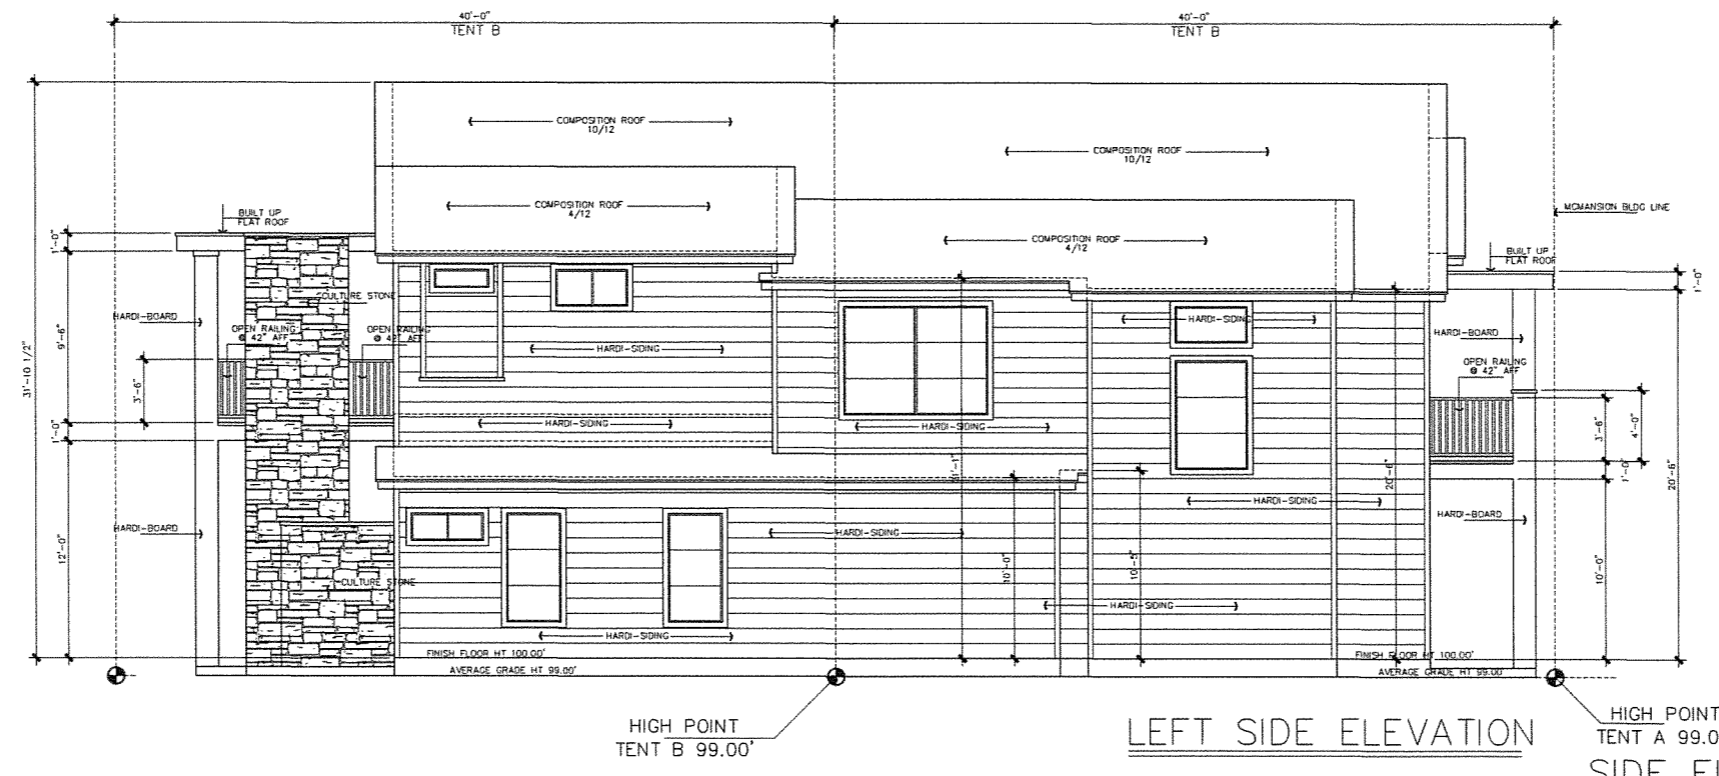 40'-0"
TENT B
40'-0"
TENT B
COMPOSITION ROOF
10/12
COMPOSITION ROOF
10/12
COMPOSITION ROOF
4/12
COMPOSITION ROOF
4/12
MCMANSION BLDG LINE
BUILT UP
FLAT ROOF
BUILT UP
FLAT ROOF
1'-0"
1'-0"
CULTURE STONE
HARDI-BOARD
OPEN RAILING
@ 42" AFF
OPEN RAILING
@ 42" AFF
HARDI-SIDING
HARDI-SIDING
HARDI-BOARD
OPEN RAILING
@ 42" AFF
31'-10 1/2"
9'-6"
3'-6"
1'-0"
12'-0"
HARDI-SIDING
HARDI-SIDING
3'-6"
4'-0"
1'-0"
20'-6"
20'-6"
HARDI-SIDING
HARDI-BOARD
HARDI-BOARD
HARDI-SIDING
10'-0"
10'-5"
10'-0"
CULTURE STONE
HARDI-SIDING
HARDI-SIDING
FINISH FLOOR HT 100.00'
FINISH FLOOR HT 100.00'
AVERAGE GRADE HT 99.00'
AVERAGE GRADE HT 99.00'
HIGH POINT
TENT B 99.00'
LEFT SIDE ELEVATION
HIGH POINT
TENT A 99.0
SIDE EL